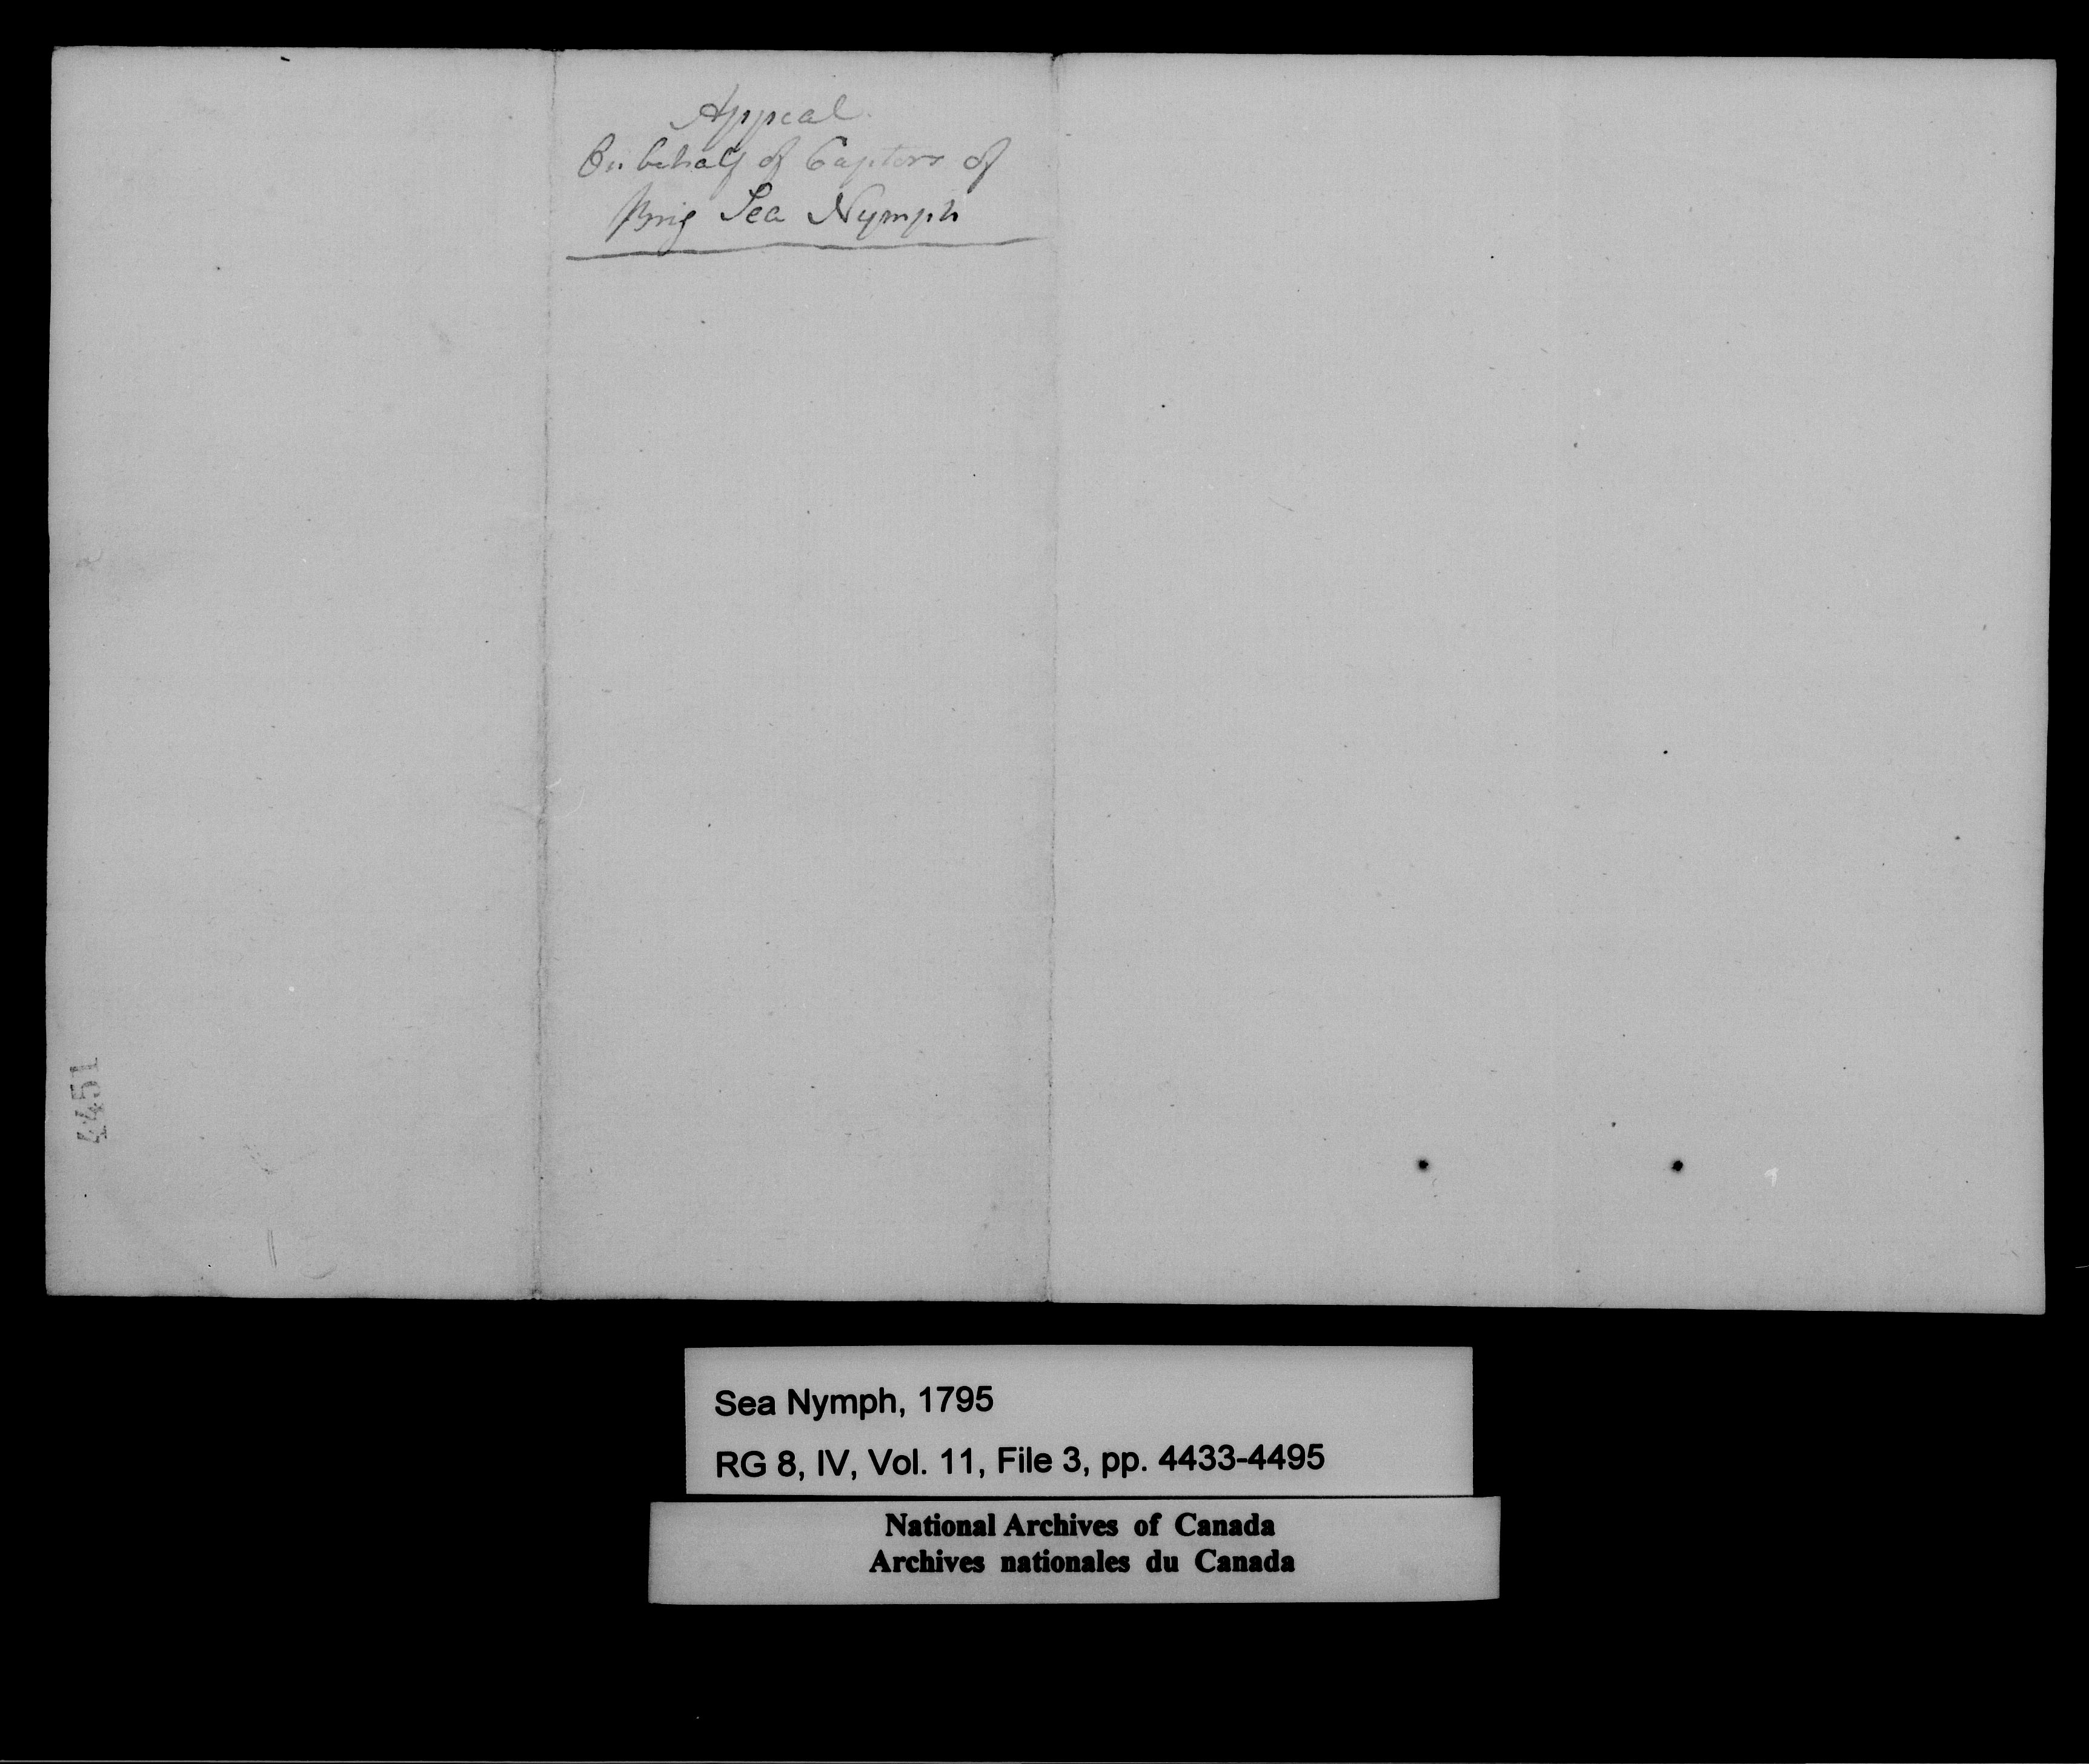 Appeal
On behalf of Captors of
Brig Sea Nymph
4451
Sea Nymph, 1795
RG 8, IV, Vol. 11, File 3, pp. 4433-4495
National Archives of Canada
Archives nationales du Canada